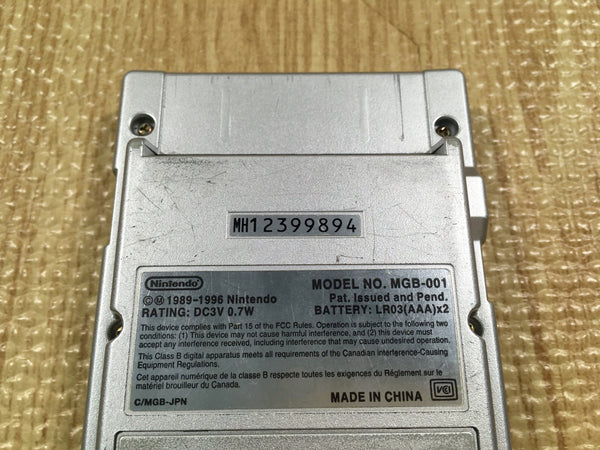 MH12399894
Nintendo
MODEL NO. MGB-001
©Ⓜ 1989-1996 Nintendo
Pat. Issued and Pend.
RATING: DC3V 0.7W
BATTERY: LR03(AAA)x2
This device complies with Part 15 of the FCC Rules. Operation is subject to the following two
conditions: (1) This device may not cause harmful interference, and (2) this device must
accept any interference received, including interference that may cause undesired operation.
This Class B digital apparatus meets all requirements of the Canadian Interference-Causing
Equipment Regulations.
Cet appareil numérique de la classe B respecte toutes les exigences du Règlement sur le
matériel brouilleur du Canada.
C/MGB-JPN
MADE IN CHINA
VCI